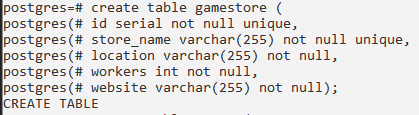 postgres=# create table gamestore (
postgres(# id serial not null unique,
postgres(# store_name varchar(255) not null unique,
postgres(# location varchar(255) not null,
postgres(# workers int not null,
postgres(# website varchar(255) not null);
CREATE TABLE